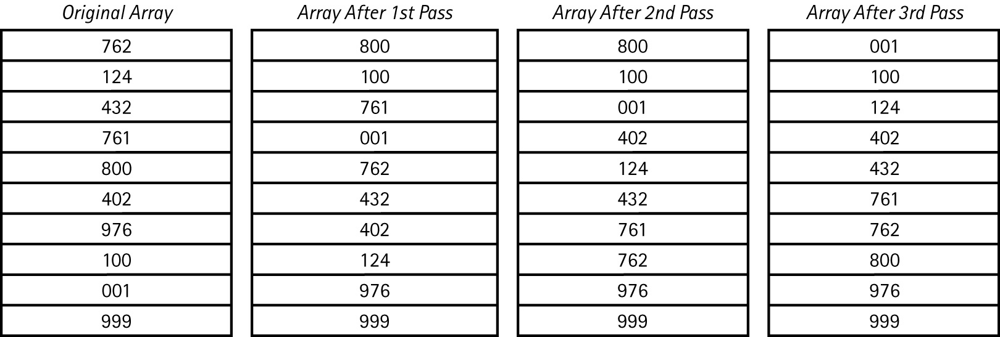 Original Array Array After 1st Pass Array After 2nd Pass Array After 3rd Pass
762 800 800 001
124 100 100 100
432 761 001 124
761 001 402 402
800 762 124 432
402 432 432 761
976 402 761 762
100 124 762 800
001 976 976 976
999 999 999 999